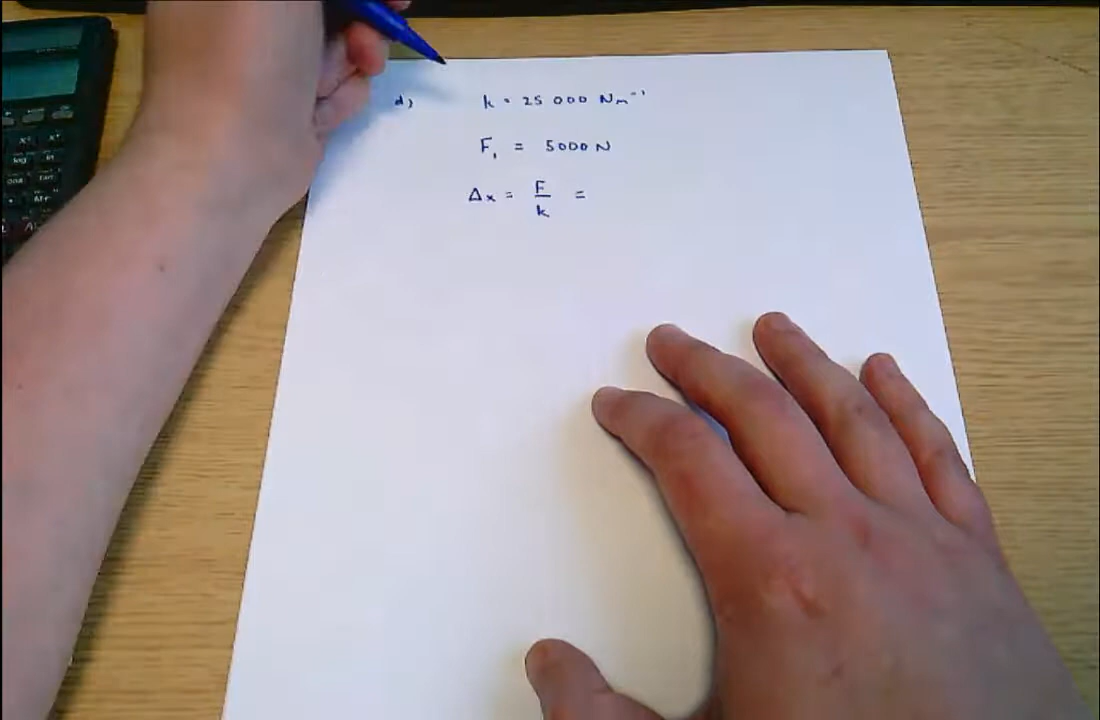 d) k = 25 000 Nm⁻¹
F₁ = 5000 N
Δx = F/k =